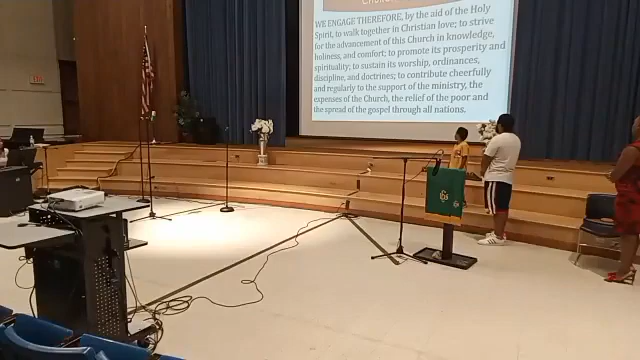 WE ENGAGE THEREFORE, by the aid of the Holy
Spirit, to walk together in Christian love; to strive
for the advancement of this Church in knowledge,
holiness, and comfort; to promote its prosperity and
spirituality; to sustain its worship, ordinances,
discipline, and doctrines; to contribute cheerfully
and regularly to the support of the ministry, the
expenses of the Church, the relief of the poor and
the spread of the gospel through all nations.